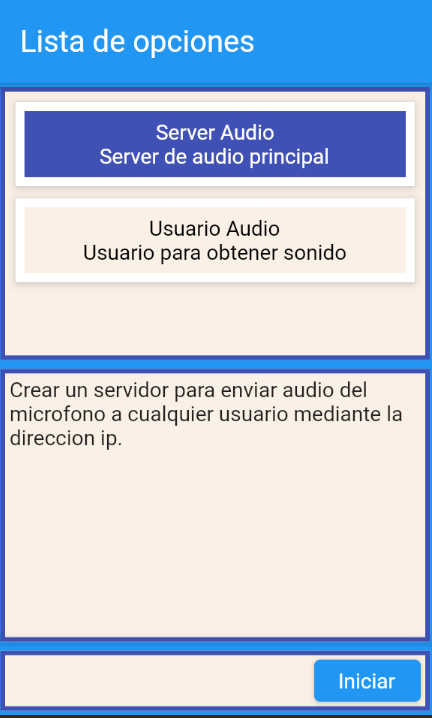 Lista de opciones
Server Audio
Server de audio principal
Usuario Audio
Usuario para obtener sonido
Crear un servidor para enviar audio del
microfono a cualquier usuario mediante la
direccion ip.
Iniciar